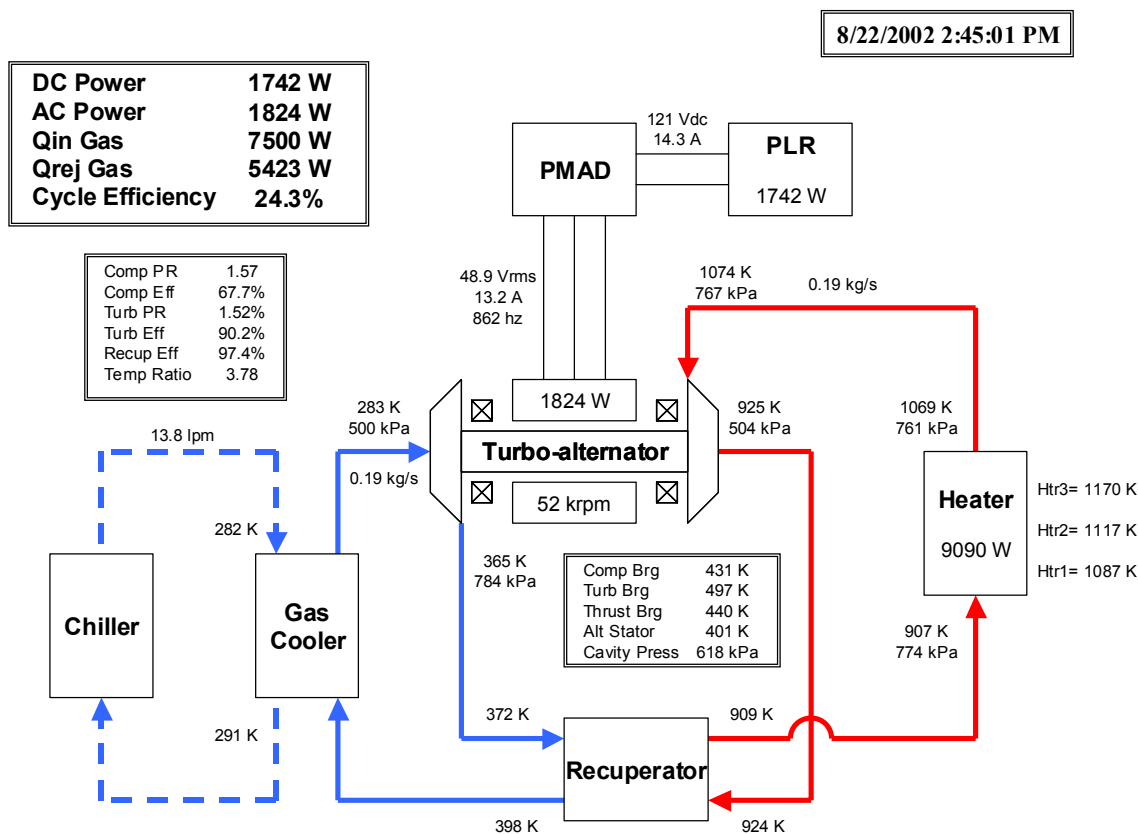 8/22/2002 2:45:01 PM
DC Power 1742 W
AC Power 1824 W
Qin Gas 7500 W
Qrej Gas 5423 W
Cycle Efficiency 24.3%
Comp PR 1.57
Comp Eff 67.7%
Turb PR 1.52%
Turb Eff 90.2%
Recup Eff 97.4%
Temp Ratio 3.78
PMAD
121 Vdc
14.3 A
PLR
1742 W
48.9 Vrms
13.2 A
862 hz
1074 K
767 kPa
0.19 kg/s
1824 W
Turbo-alternator
52 krpm
283 K
500 kPa
0.19 kg/s
925 K
504 kPa
1069 K
761 kPa
Heater
9090 W
Htr3= 1170 K
Htr2= 1117 K
Htr1= 1087 K
13.8 lpm
282 K
Chiller
Gas
Cooler
291 K
365 K
784 kPa
Comp Brg 431 K
Turb Brg 497 K
Thrust Brg 440 K
Alt Stator 401 K
Cavity Press 618 kPa
907 K
774 kPa
372 K
909 K
Recuperator
398 K
924 K